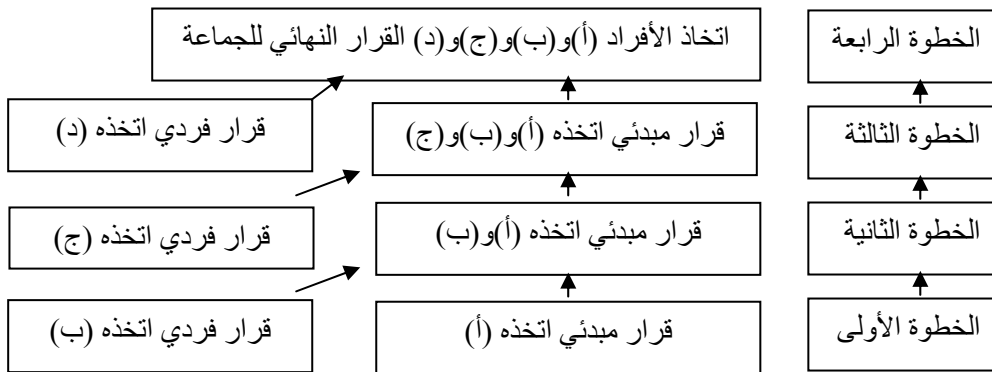 الخطوة الرابعة
اتخاذ الأفراد (أ)و(ب)و(ج)و(د) القرار النهائي للجماعة
الخطوة الثالثة
قرار مبدئي اتخذه (أ)و(ب)و(ج)
قرار فردي اتخذه (د)
الخطوة الثانية
قرار مبدئي اتخذه (أ)و(ب)
قرار فردي اتخذه (ج)
الخطوة الأولى
قرار مبدئي اتخذه (أ)
قرار فردي اتخذه (ب)